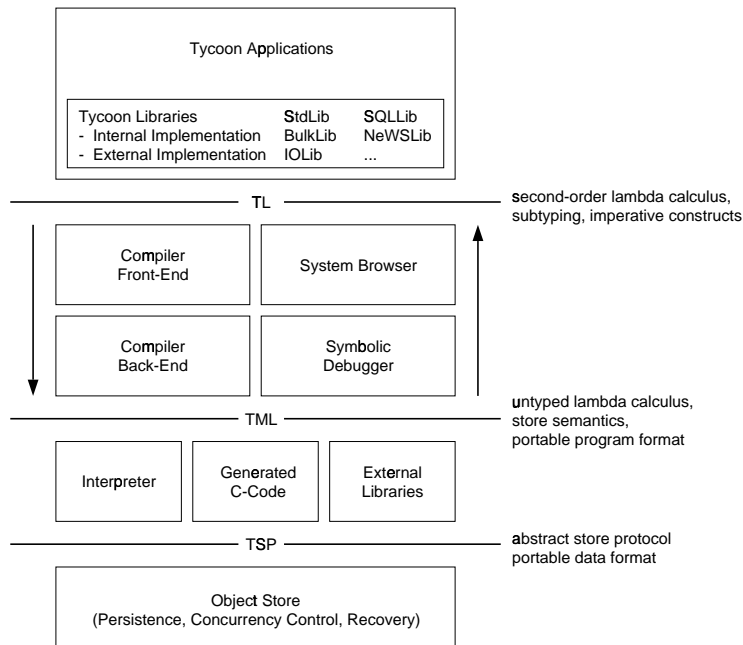 Tycoon Applications
Tycoon Libraries StdLib SQLLib
- Internal Implementation BulkLib NeWSLib
- External Implementation IOLib ...
TL
second-order lambda calculus,
subtyping, imperative constructs
Compiler
Front-End
System Browser
Compiler
Back-End
Symbolic
Debugger
TML
untyped lambda calculus,
store semantics,
portable program format
Interpreter
Generated
C-Code
External
Libraries
TSP
abstract store protocol
portable data format
Object Store
(Persistence, Concurrency Control, Recovery)